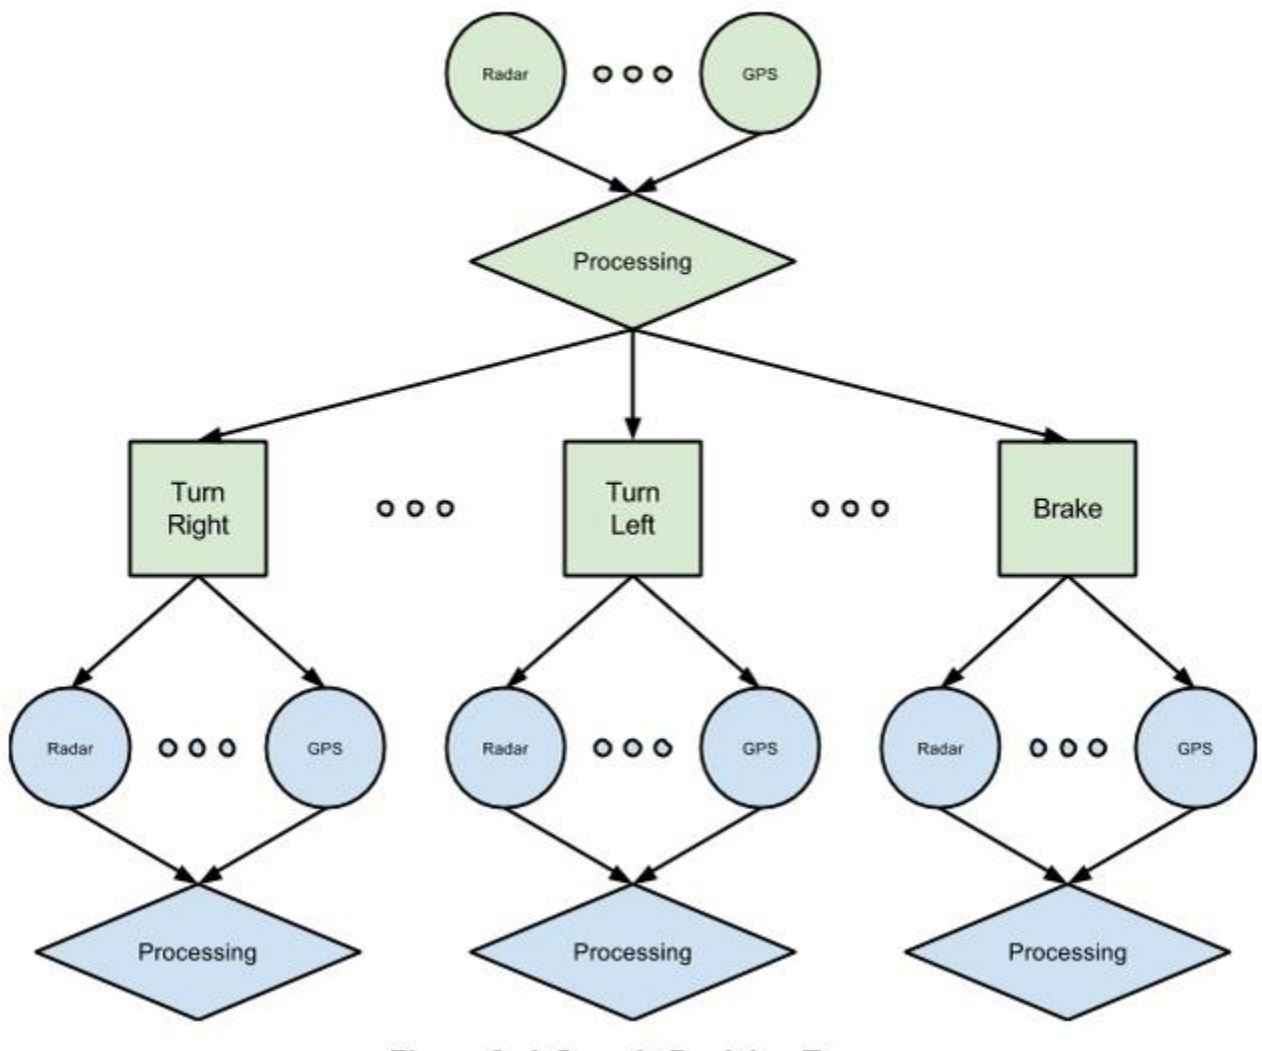 Radar
GPS
Processing
Turn
Right
Turn
Left
Brake
Radar
GPS
Radar
GPS
Radar
GPS
Processing
Processing
Processing